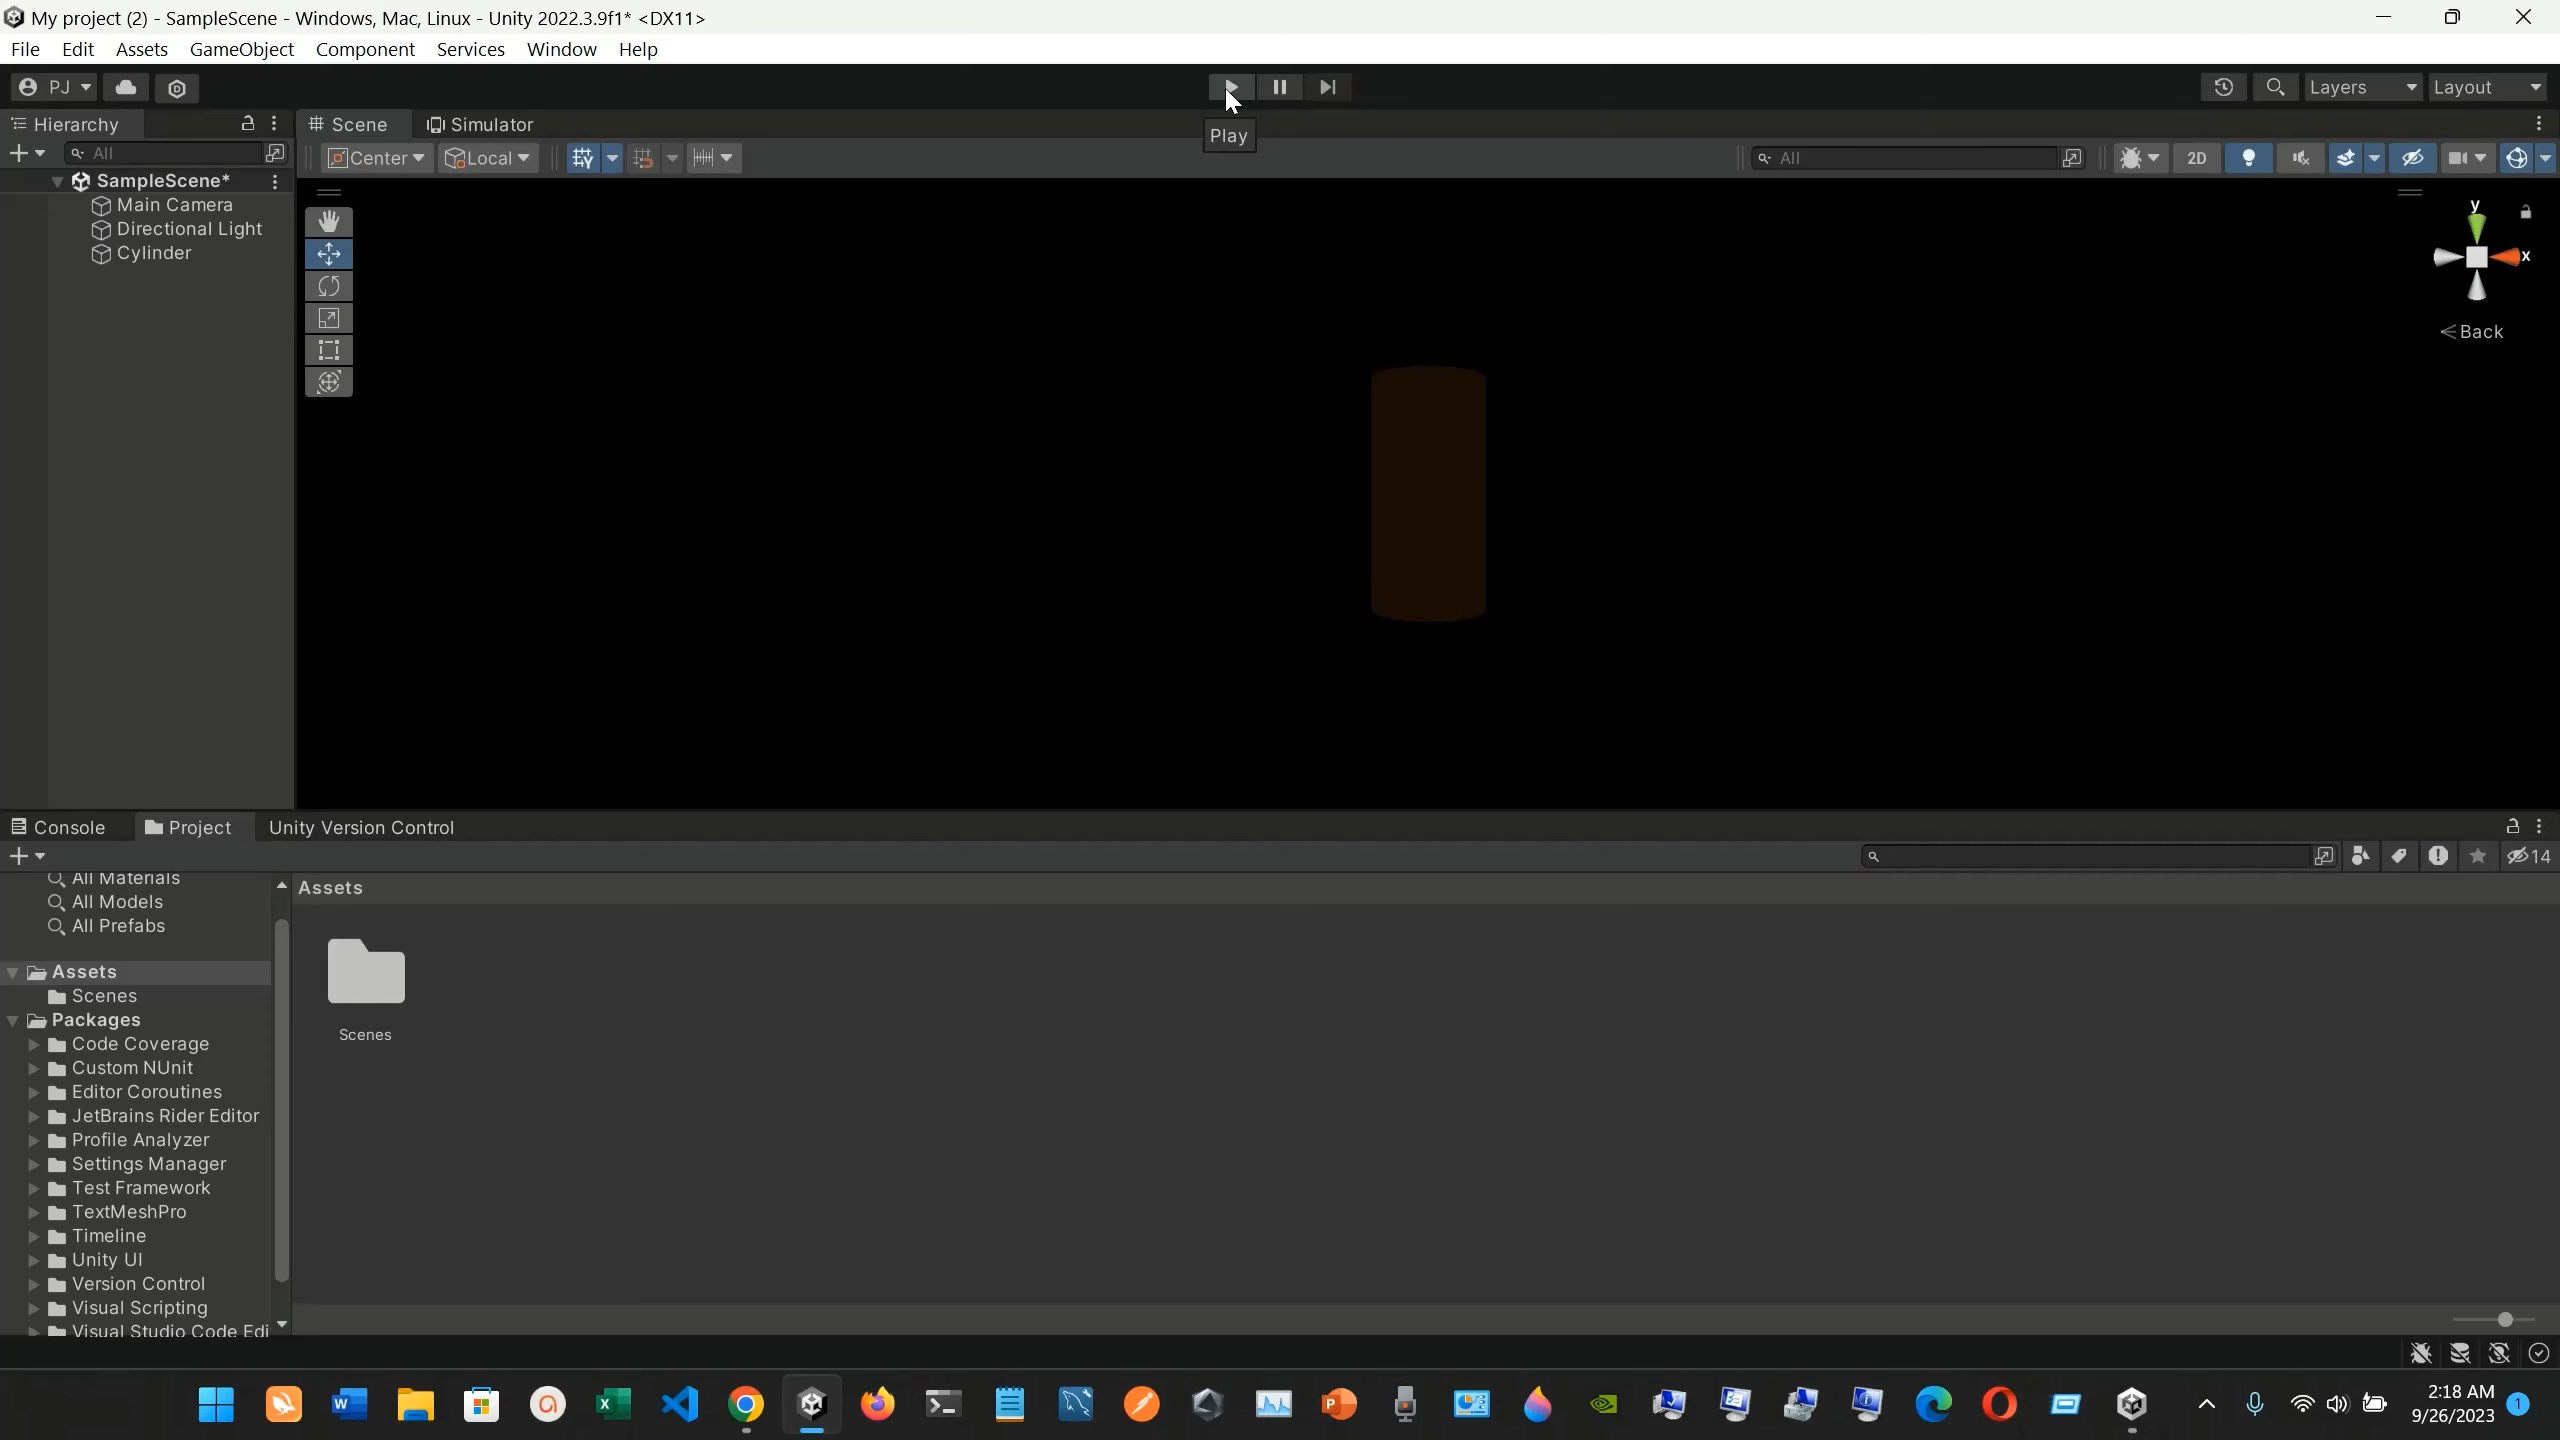 My project (2) - SampleScene - Windows, Mac, Linux - Unity 2022.3.9f1* <DX11>
File Edit Assets GameObject Component Services Window Help
PJ Layers Layout
Hierarchy Scene Simulator
Play
All Center Local All 2D
SampleScene*
Main Camera
Directional Light
Cylinder
y
x
Back
Console Project Unity Version Control
14
All Materials
All Models
All Prefabs
Assets
Scenes
Packages
Code Coverage
Custom NUnit
Editor Coroutines
JetBrains Rider Editor
Profile Analyzer
Settings Manager
Test Framework
TextMeshPro
Timeline
Unity UI
Version Control
Visual Scripting
Visual Studio Code Edi
Assets
Scenes
2:18 AM
9/26/2023
1